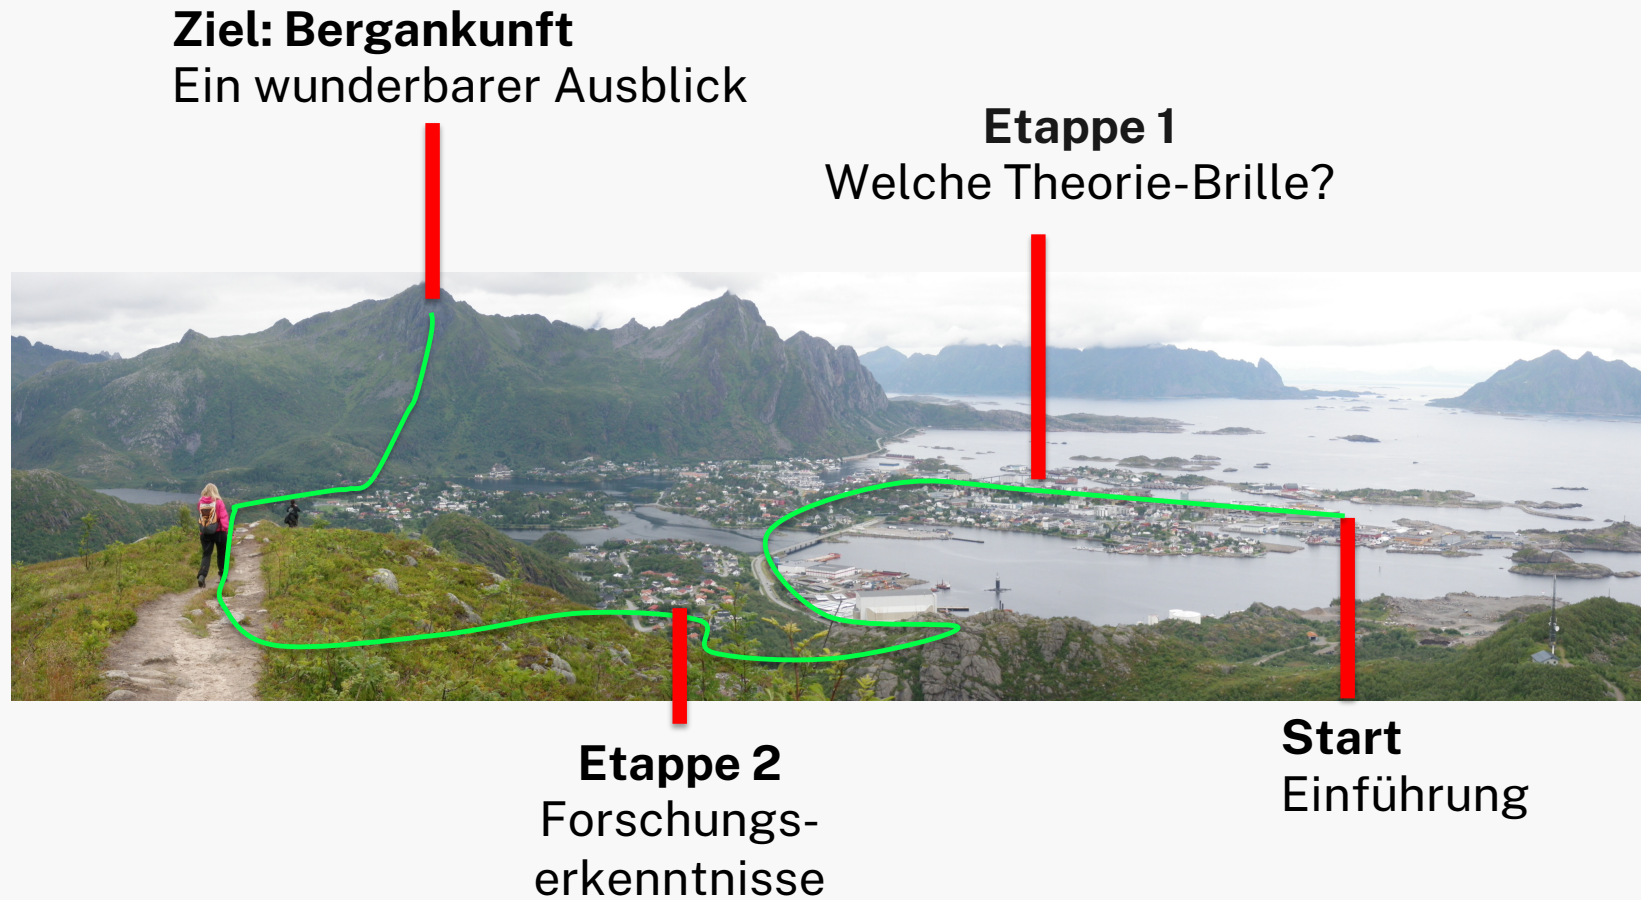 Ziel: Bergankunft
Ein wunderbarer Ausblick
Etappe 1
Welche Theorie-Brille?
Etappe 2
Forschungs-
erkenntnisse
Start
Einführung